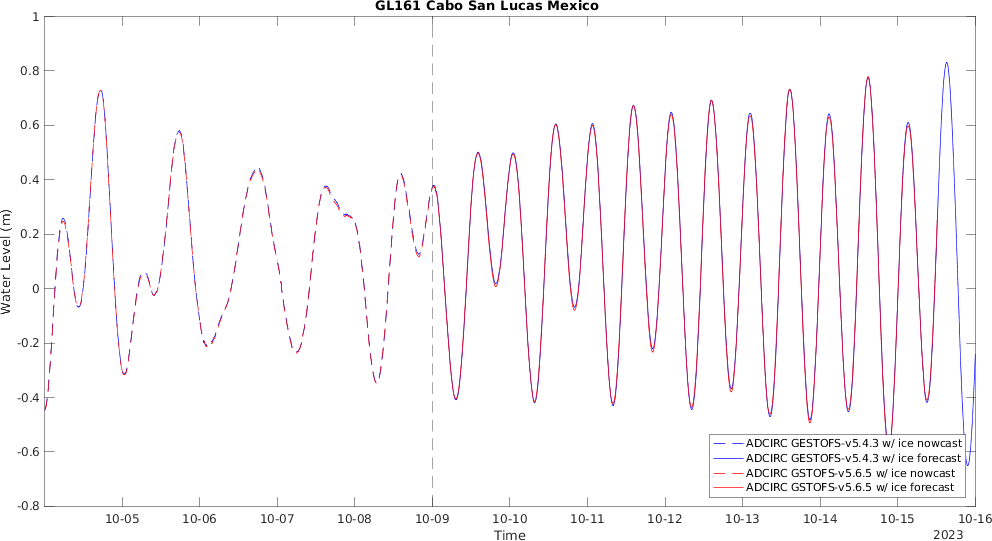 GL161 Cabo San Lucas Mexico
1
0.8
0.6
0.4
0.2
0
-0.2
-0.4
-0.6
-0.8
Water Level (m)
ADCIRC GESTOFS-v5.4.3 w/ ice nowcast
ADCIRC GESTOFS-v5.4.3 w/ ice forecast
ADCIRC GSTOFS-v5.6.5 w/ ice nowcast
ADCIRC GSTOFS-v5.6.5 w/ ice forecast
10-05 10-06 10-07 10-08 10-09 10-10 10-11 10-12 10-13 10-14 10-15 10-16
Time
2023